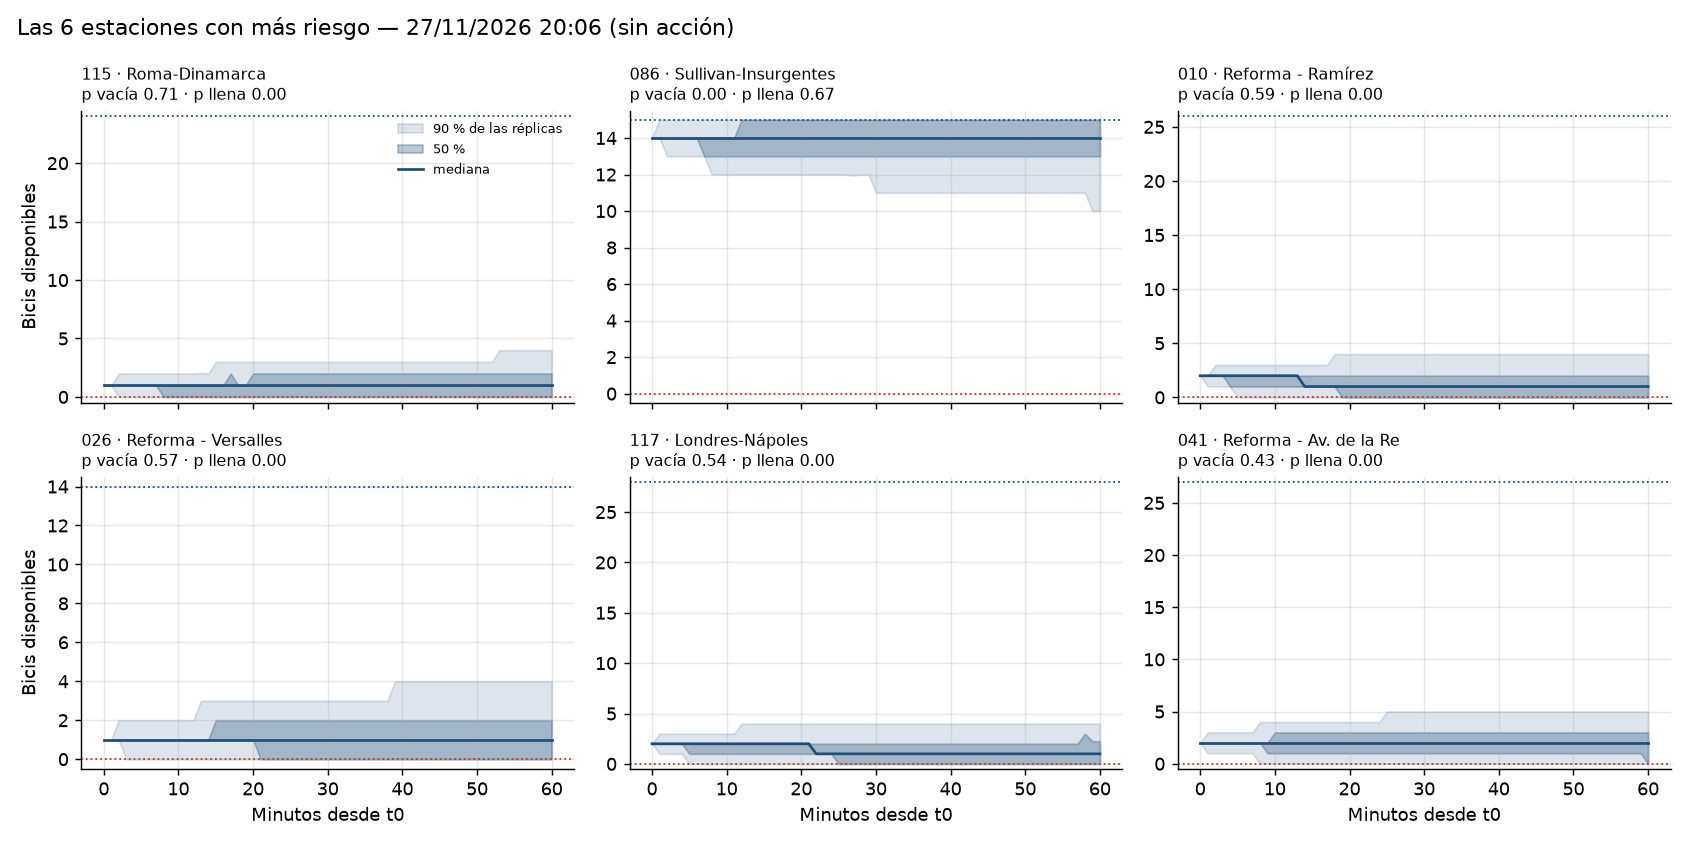 Las 6 estaciones con más riesgo — 27/11/2026 20:06 (sin acción)
115 · Roma-Dinamarca
p vacía 0.71 · p llena 0.00
90 % de las réplicas
50 %
mediana
Bicis disponibles
20
15
10
5
0
086 · Sullivan-Insurgentes
p vacía 0.00 · p llena 0.67
14
12
10
8
6
4
2
0
010 · Reforma - Ramírez
p vacía 0.59 · p llena 0.00
25
20
15
10
5
0
026 · Reforma - Versalles
p vacía 0.57 · p llena 0.00
Bicis disponibles
14
12
10
8
6
4
2
0
0 10 20 30 40 50 60
Minutos desde t0
117 · Londres-Nápoles
p vacía 0.54 · p llena 0.00
25
20
15
10
5
0
0 10 20 30 40 50 60
Minutos desde t0
041 · Reforma - Av. de la Re
p vacía 0.43 · p llena 0.00
25
20
15
10
5
0
0 10 20 30 40 50 60
Minutos desde t0